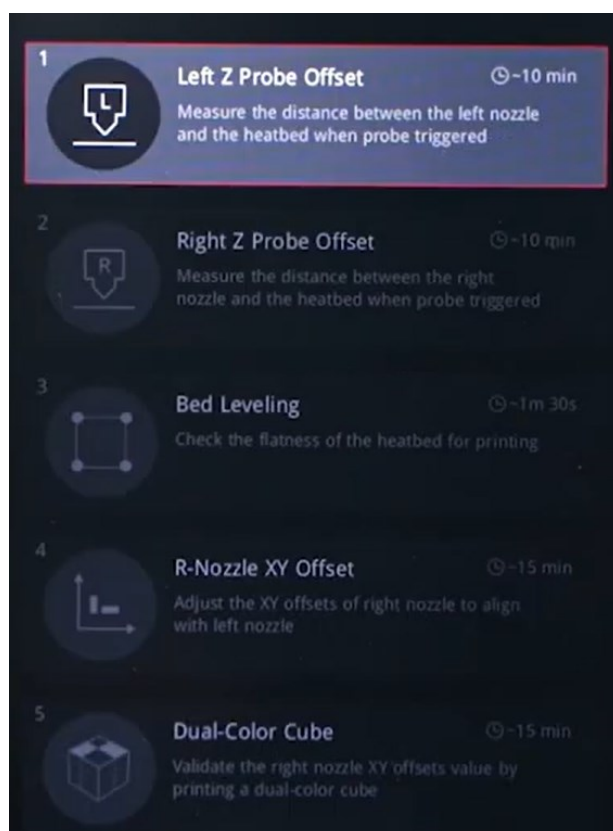 1
Left Z Probe Offset ~10 min
Measure the distance between the left nozzle
and the heatbed when probe triggered
L
2
Right Z Probe Offset ~10 min
Measure the distance between the right
nozzle and the heatbed when probe triggered
R
3
Bed Leveling ~1m 30s
Check the flatness of the heatbed for printing
4
R-Nozzle XY Offset ~15 min
Adjust the XY offsets of right nozzle to align
with left nozzle
5
Dual-Color Cube ~15 min
Validate the right nozzle XY offsets value by
printing a dual-color cube